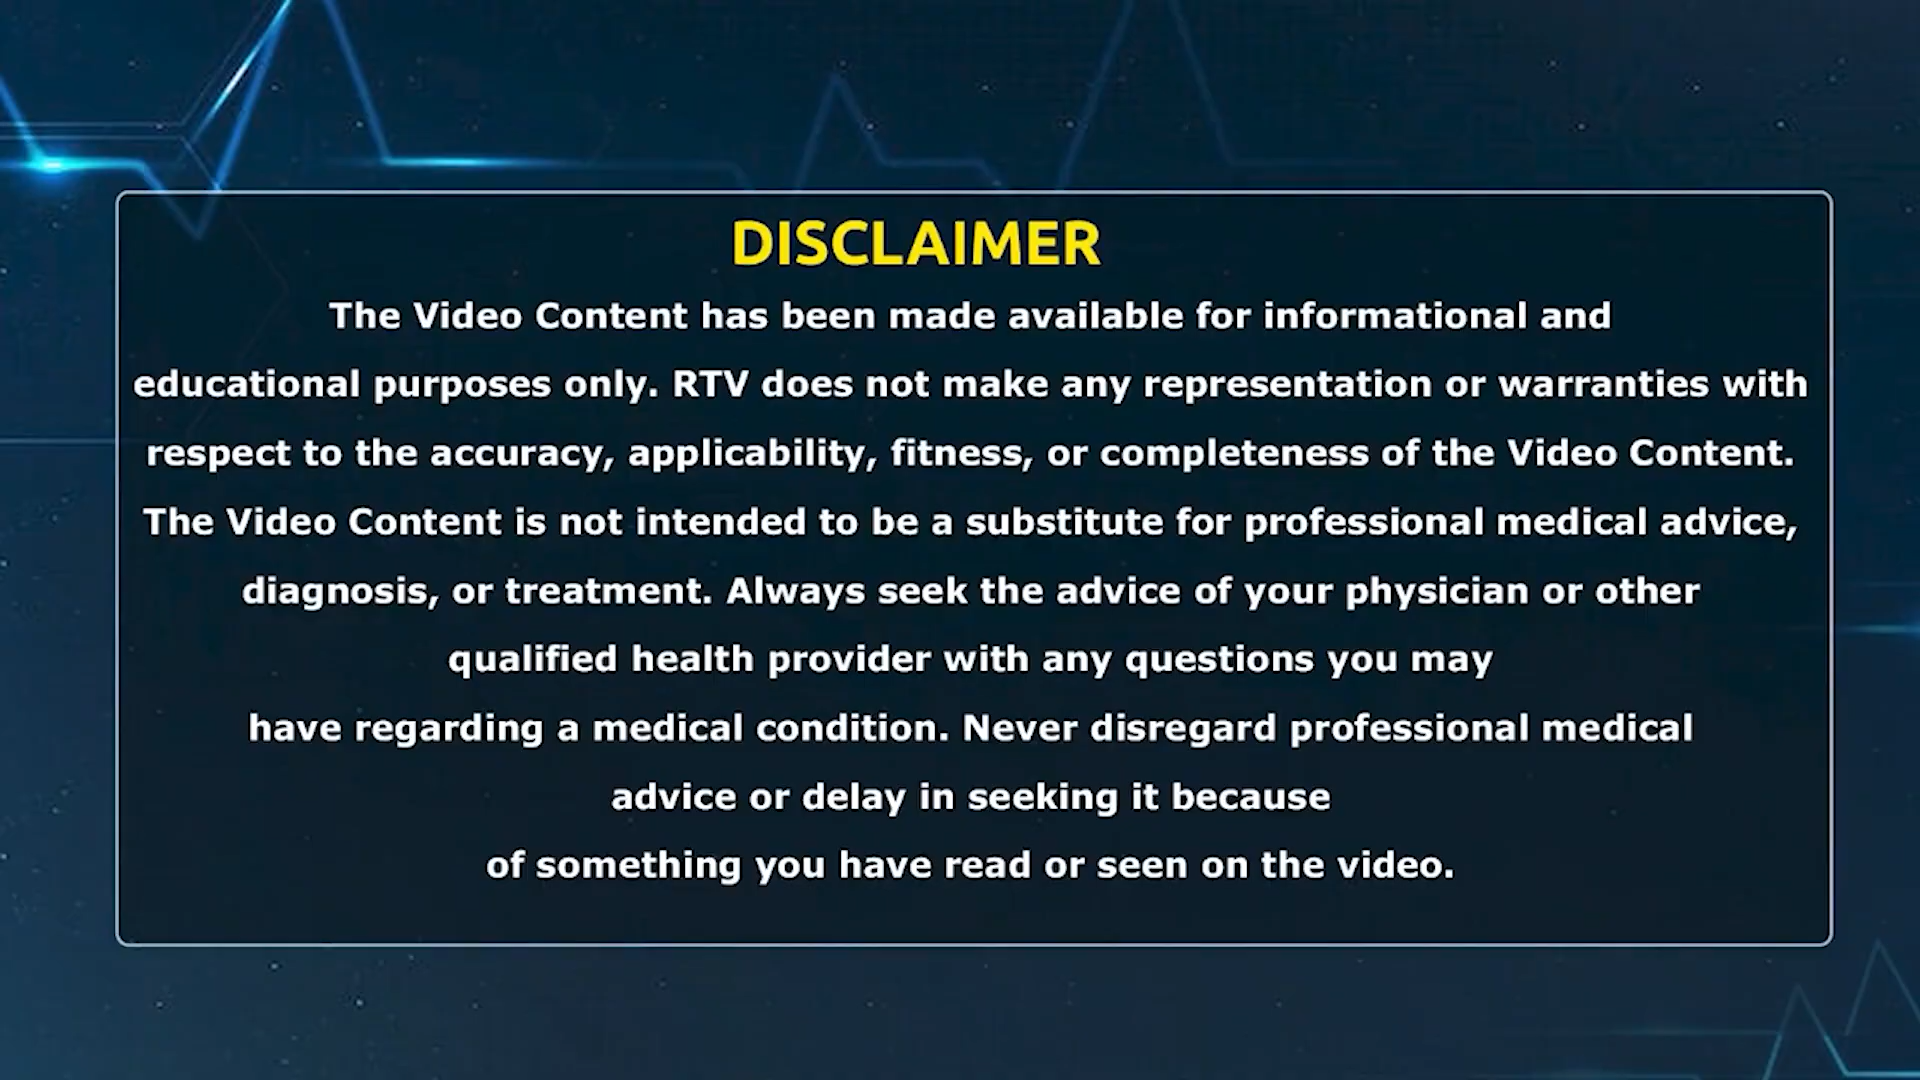 DISCLAIMER
The Video Content has been made available for informational and
educational purposes only. RTV does not make any representation or warranties with
respect to the accuracy, applicability, fitness, or completeness of the Video Content.
The Video Content is not intended to be a substitute for professional medical advice,
diagnosis, or treatment. Always seek the advice of your physician or other
qualified health provider with any questions you may
have regarding a medical condition. Never disregard professional medical
advice or delay in seeking it because
of something you have read or seen on the video.